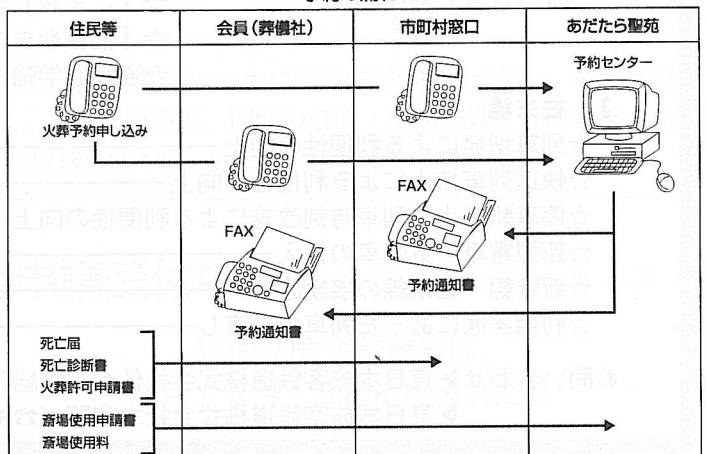 住民等
会員（葬儀社）
市町村窓口
あだたら聖苑
予約センター
火葬予約申し込み
FAX
予約通知書
FAX
予約通知書
死亡届
死亡診断書
火葬許可申請書
斎場使用申請書
斎場使用料